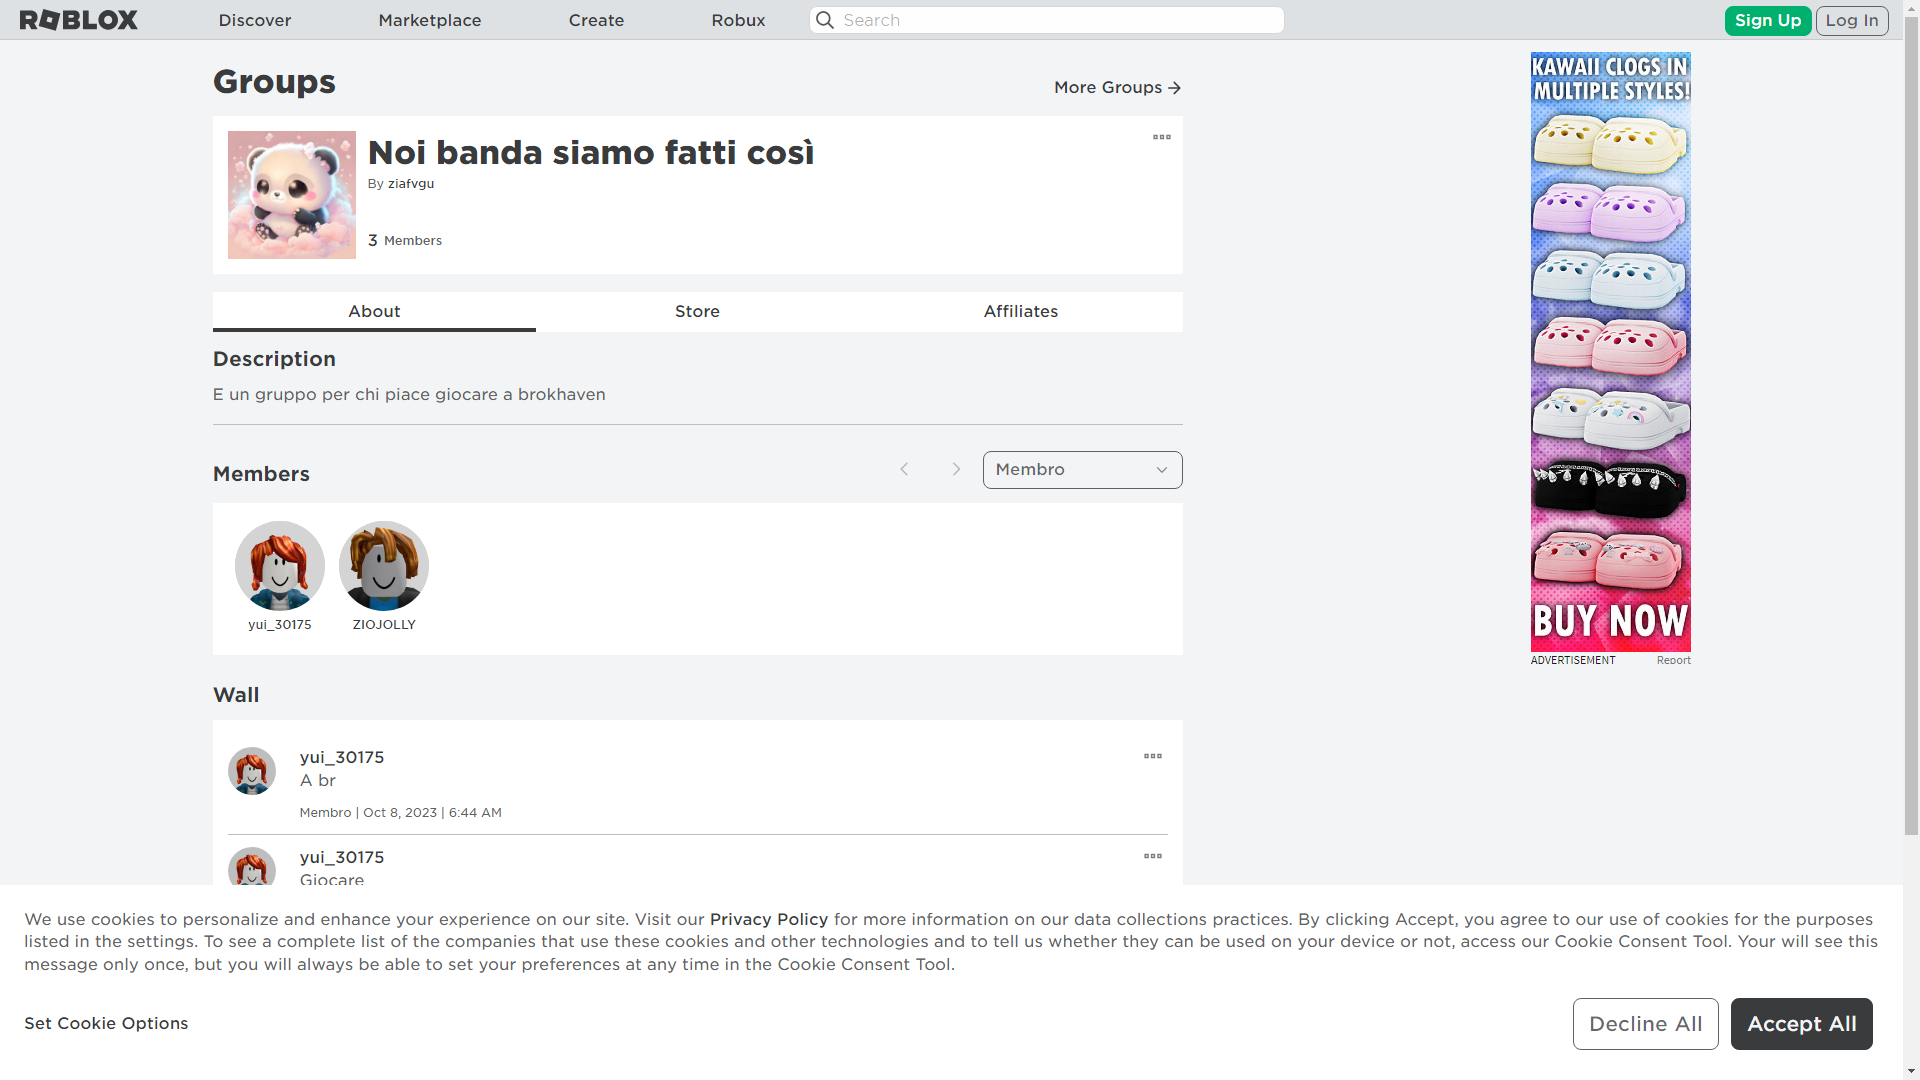 ROBLOX
Discover
Marketplace
Create
Robux
Search
Sign Up
Log In
Groups
More Groups
Noi banda siamo fatti così
By ziafvgu
3 Members
About
Store
Affiliates
Description
E un gruppo per chi piace giocare a brokhaven
Members
Membro
yui_30175
ZIOJOLLY
Wall
yui_30175
A br
Membro | Oct 8, 2023 | 6:44 AM
yui_30175
Giocare
KAWAII CLOGS IN
MULTIPLE STYLES!
BUY NOW
ADVERTISEMENT
Report
We use cookies to personalize and enhance your experience on our site. Visit our Privacy Policy for more information on our data collections practices. By clicking Accept, you agree to our use of cookies for the purposes
listed in the settings. To see a complete list of the companies that use these cookies and other technologies and to tell us whether they can be used on your device or not, access our Cookie Consent Tool. Your will see this
message only once, but you will always be able to set your preferences at any time in the Cookie Consent Tool.
Set Cookie Options
Decline All
Accept All